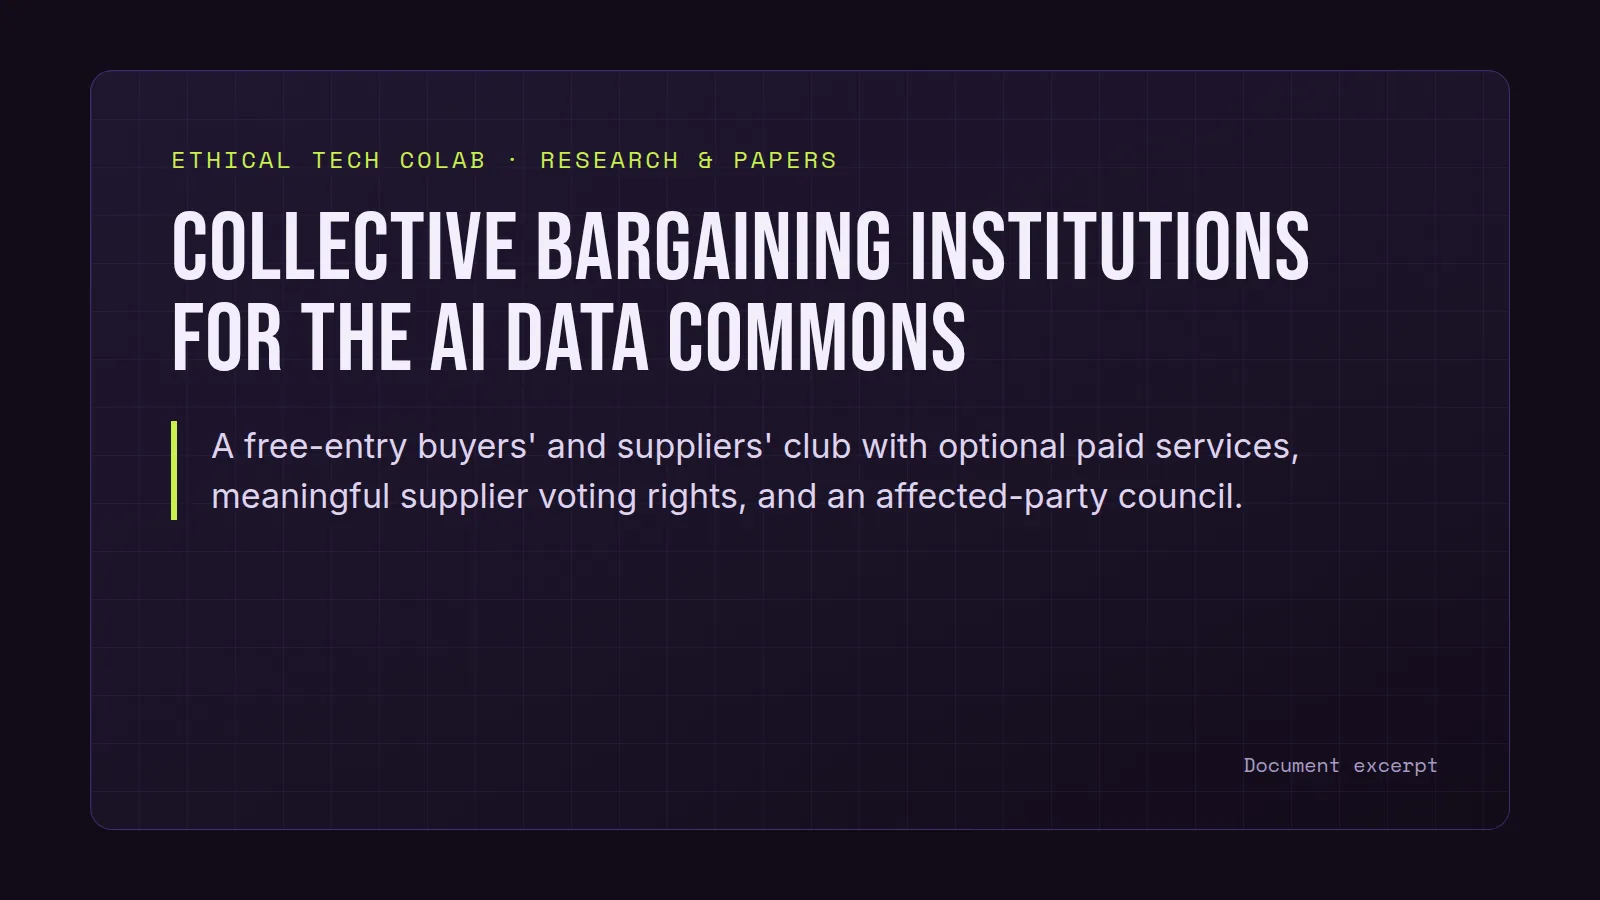 ETHICAL TECH COLAB · RESEARCH & PAPERS
COLLECTIVE BARGAINING INSTITUTIONS
FOR THE AI DATA COMMONS
A free-entry buyers' and suppliers' club with optional paid services,
meaningful supplier voting rights, and an affected-party council.
Document excerpt